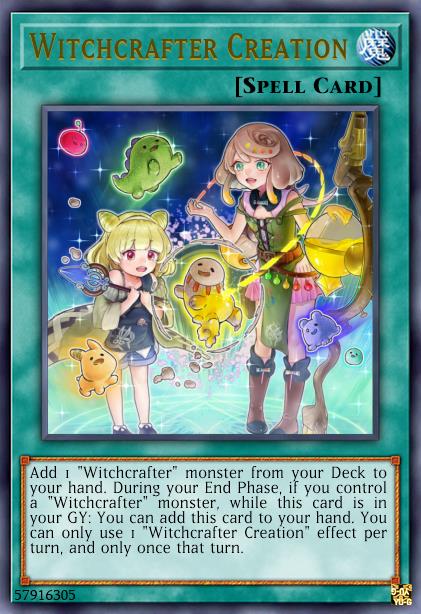 Witchcrafter Creation
魔
[Spell Card]
Add 1 "Witchcrafter" monster from your Deck to
your hand. During your End Phase, if you control
a "Witchcrafter" monster, while this card is in
your GY: You can add this card to your hand. You
can only use 1 "Witchcrafter Creation" effect per
turn, and only once that turn.
57916305